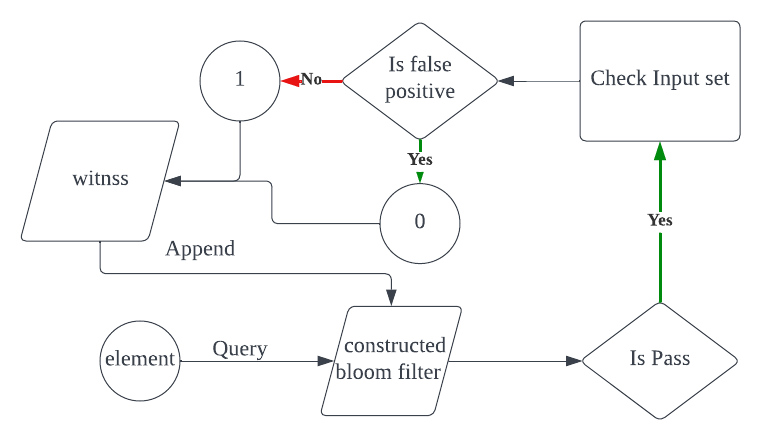 1
No
Is false
positive
Check Input set
Yes
witnss
0
Yes
Append
element
Query
constructed
bloom filter
Is Pass